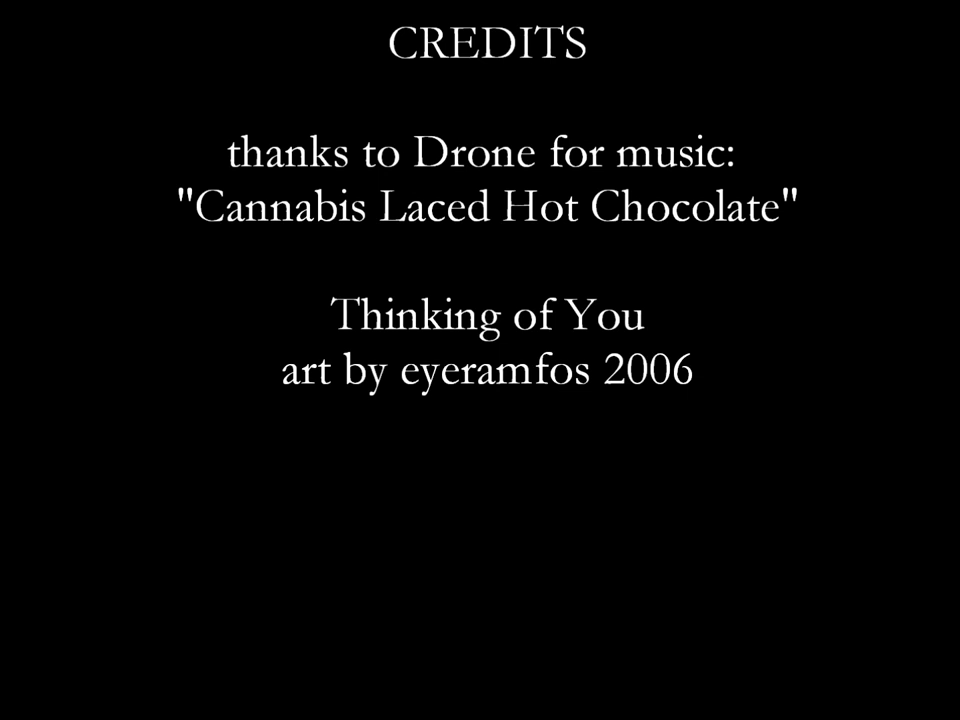 CREDITS
thanks to Drone for music:
"Cannabis Laced Hot Chocolate"
Thinking of You
art by eyeramfos 2006